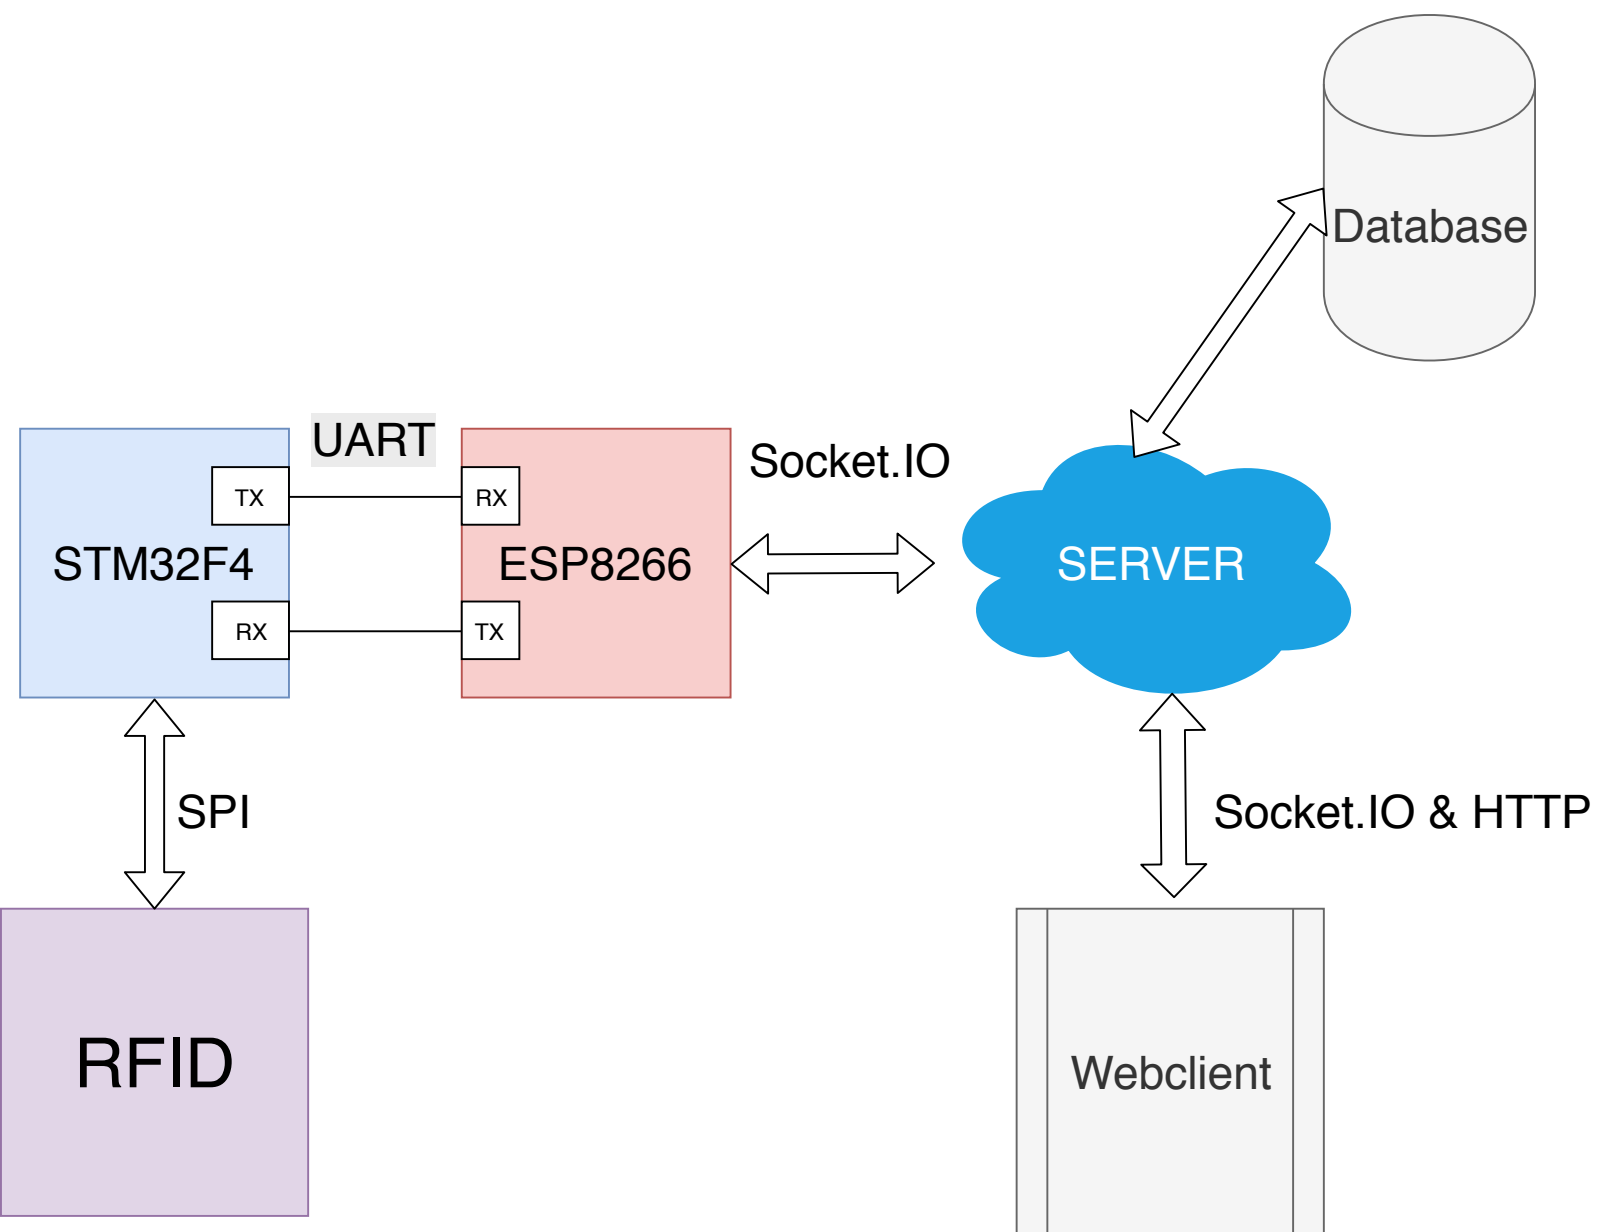 Database
UART
Socket.IO
TX
RX
STM32F4
ESP8266
SERVER
RX
TX
SPI
Socket.IO & HTTP
RFID
Webclient